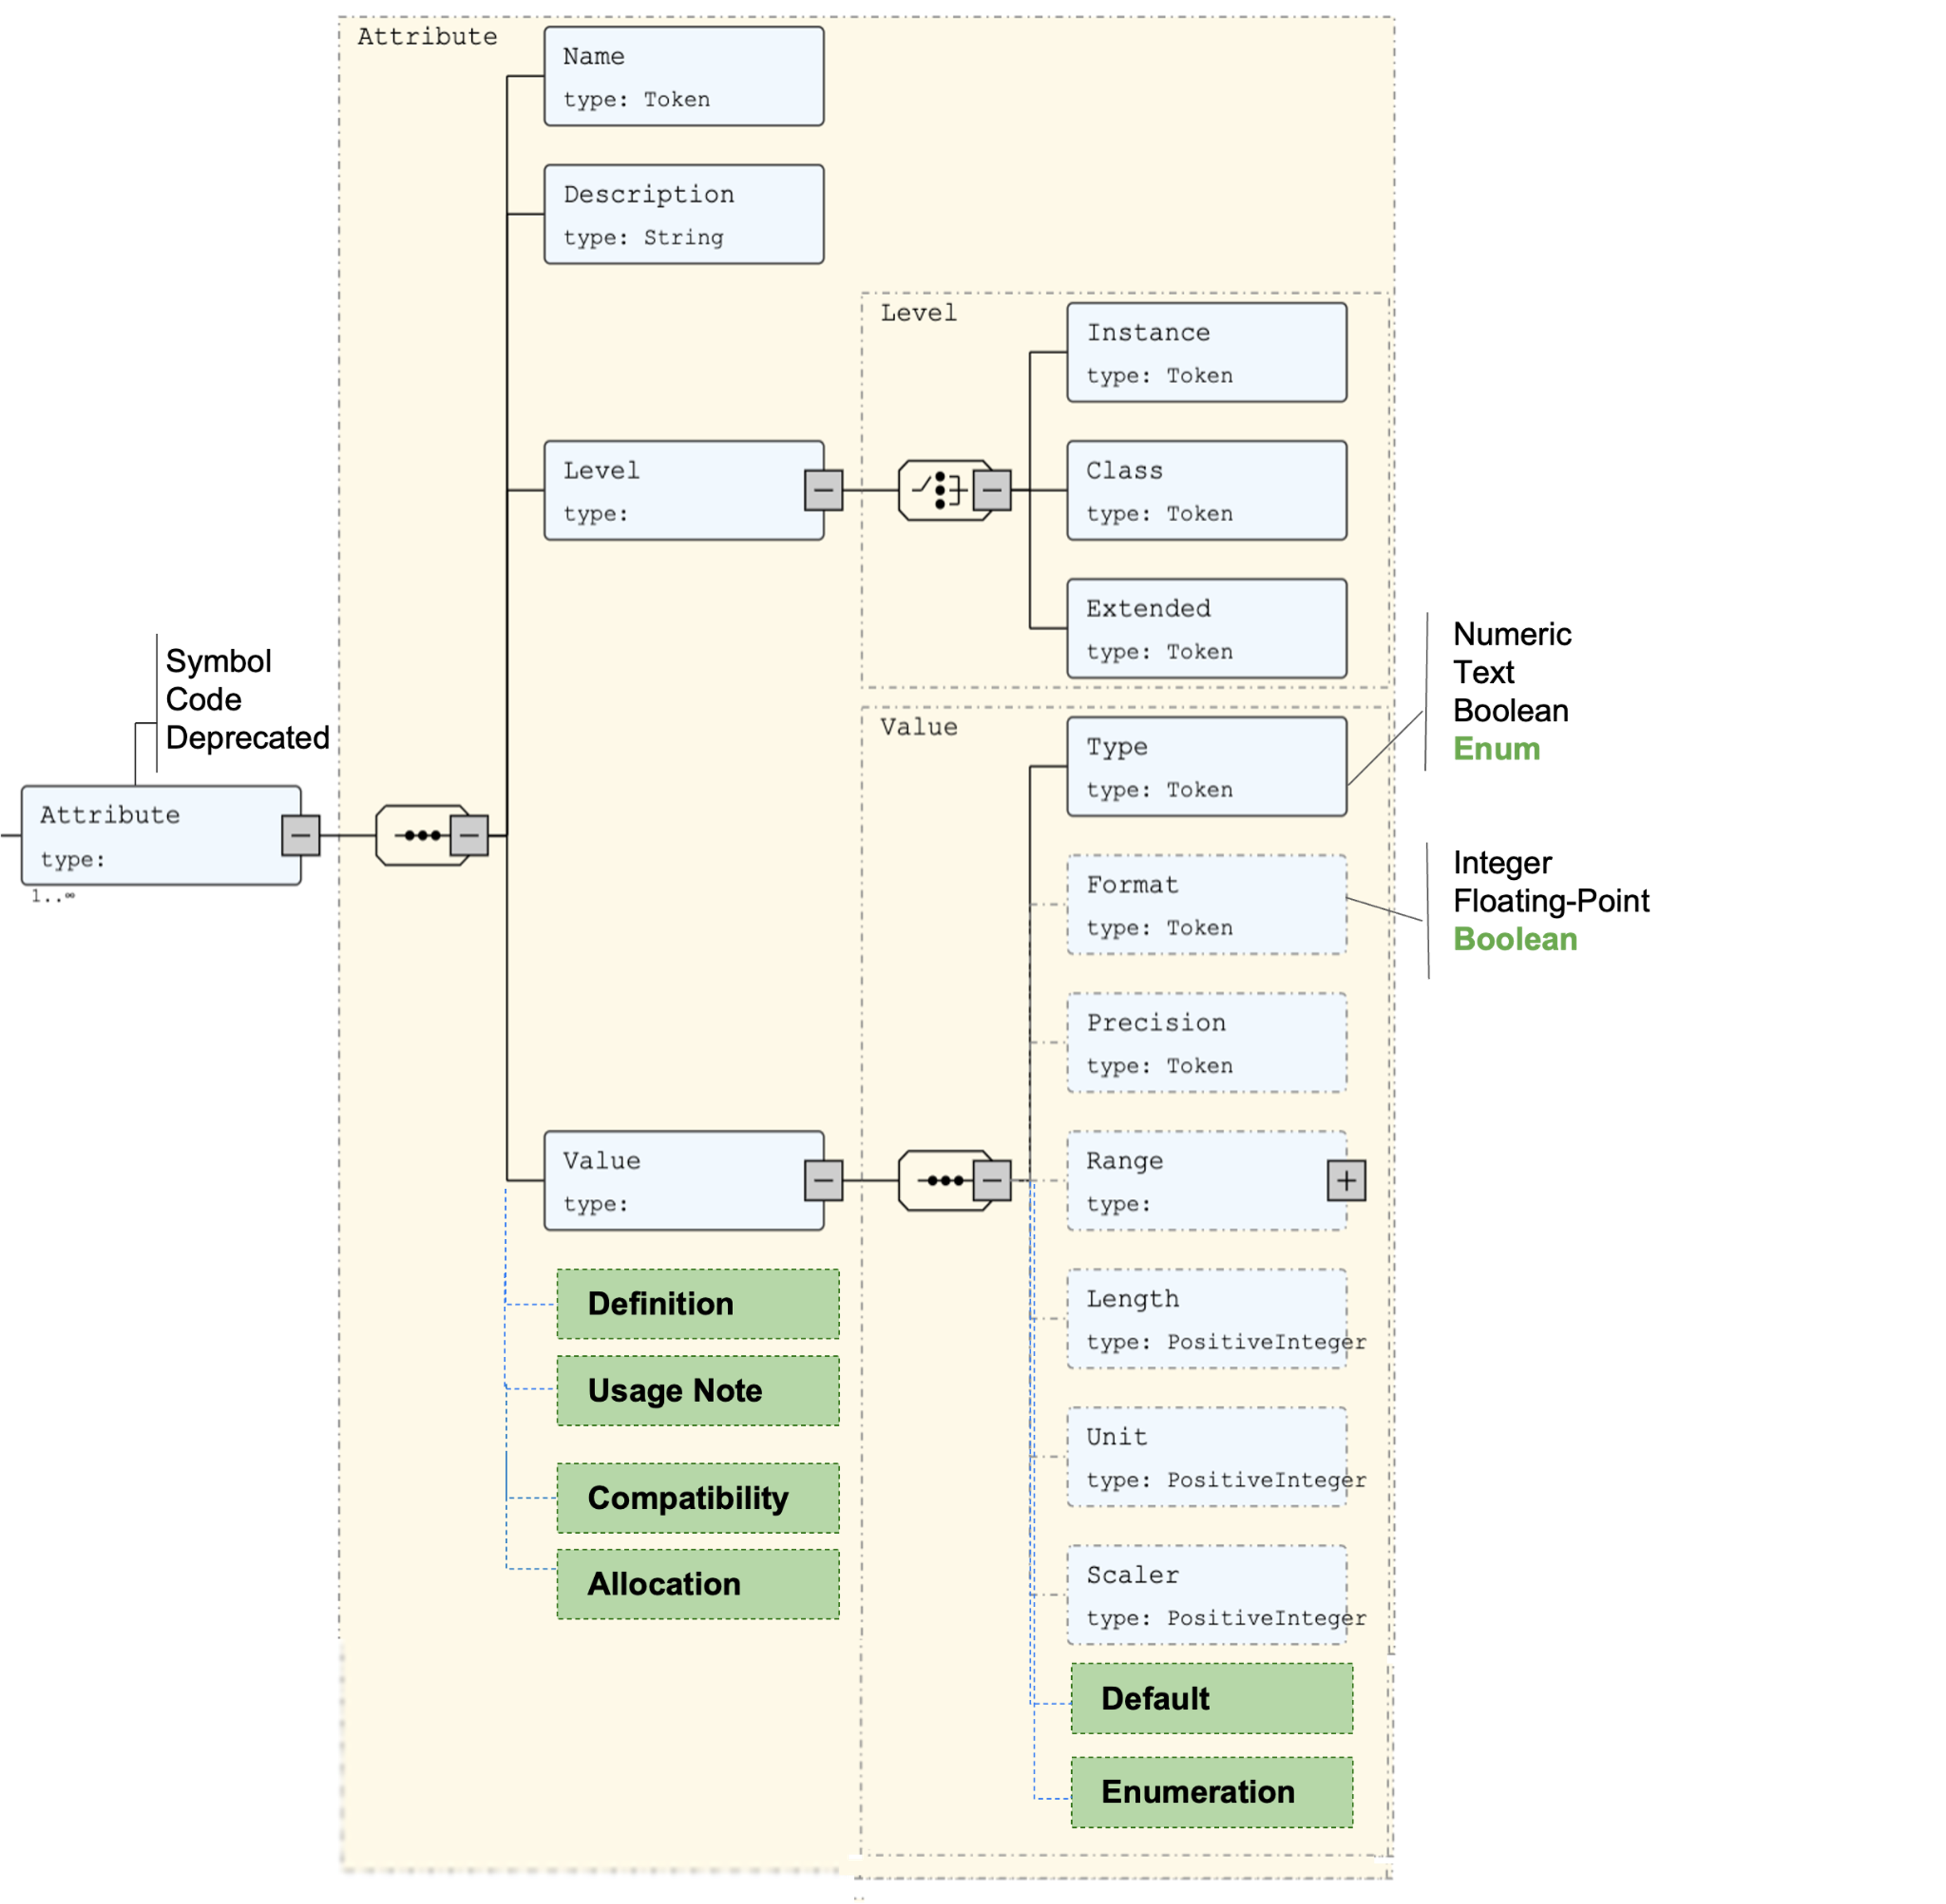 Attribute
Name
type: Token
Description
type: String
Level
Instance
type: Token
Level
type:
Class
type: Token
Extended
type: Token
Symbol
Code
Deprecated
Attribute
type:
1..∞
Numeric
Text
Boolean
Enum
Value
Type
type: Token
Format
type: Token
Integer
Floating-Point
Boolean
Precision
type: Token
Value
type:
Range
type:
Definition
Usage Note
Compatibility
Allocation
Length
type: PositiveInteger
Unit
type: PositiveInteger
Scaler
type: PositiveInteger
Default
Enumeration